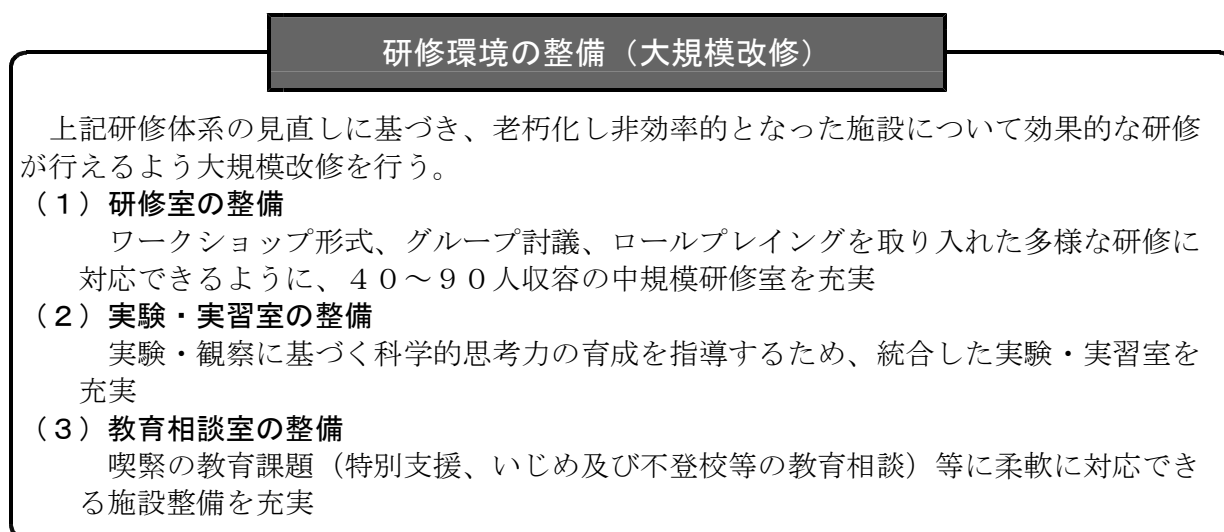 研修環境の整備（大規模改修）
上記研修体系の見直しに基づき、老朽化し非効率的となった施設について効果的な研修
が行えるよう大規模改修を行う。
（１）研修室の整備
ワークショップ形式、グループ討議、ロールプレイングを取り入れた多様な研修に
対応できるように、４０～９０人収容の中規模研修室を充実
（２）実験・実習室の整備
実験・観察に基づく科学的思考力の育成を指導するため、統合した実験・実習室を
充実
（３）教育相談室の整備
喫緊の教育課題（特別支援、いじめ及び不登校等の教育相談）等に柔軟に対応でき
る施設整備を充実